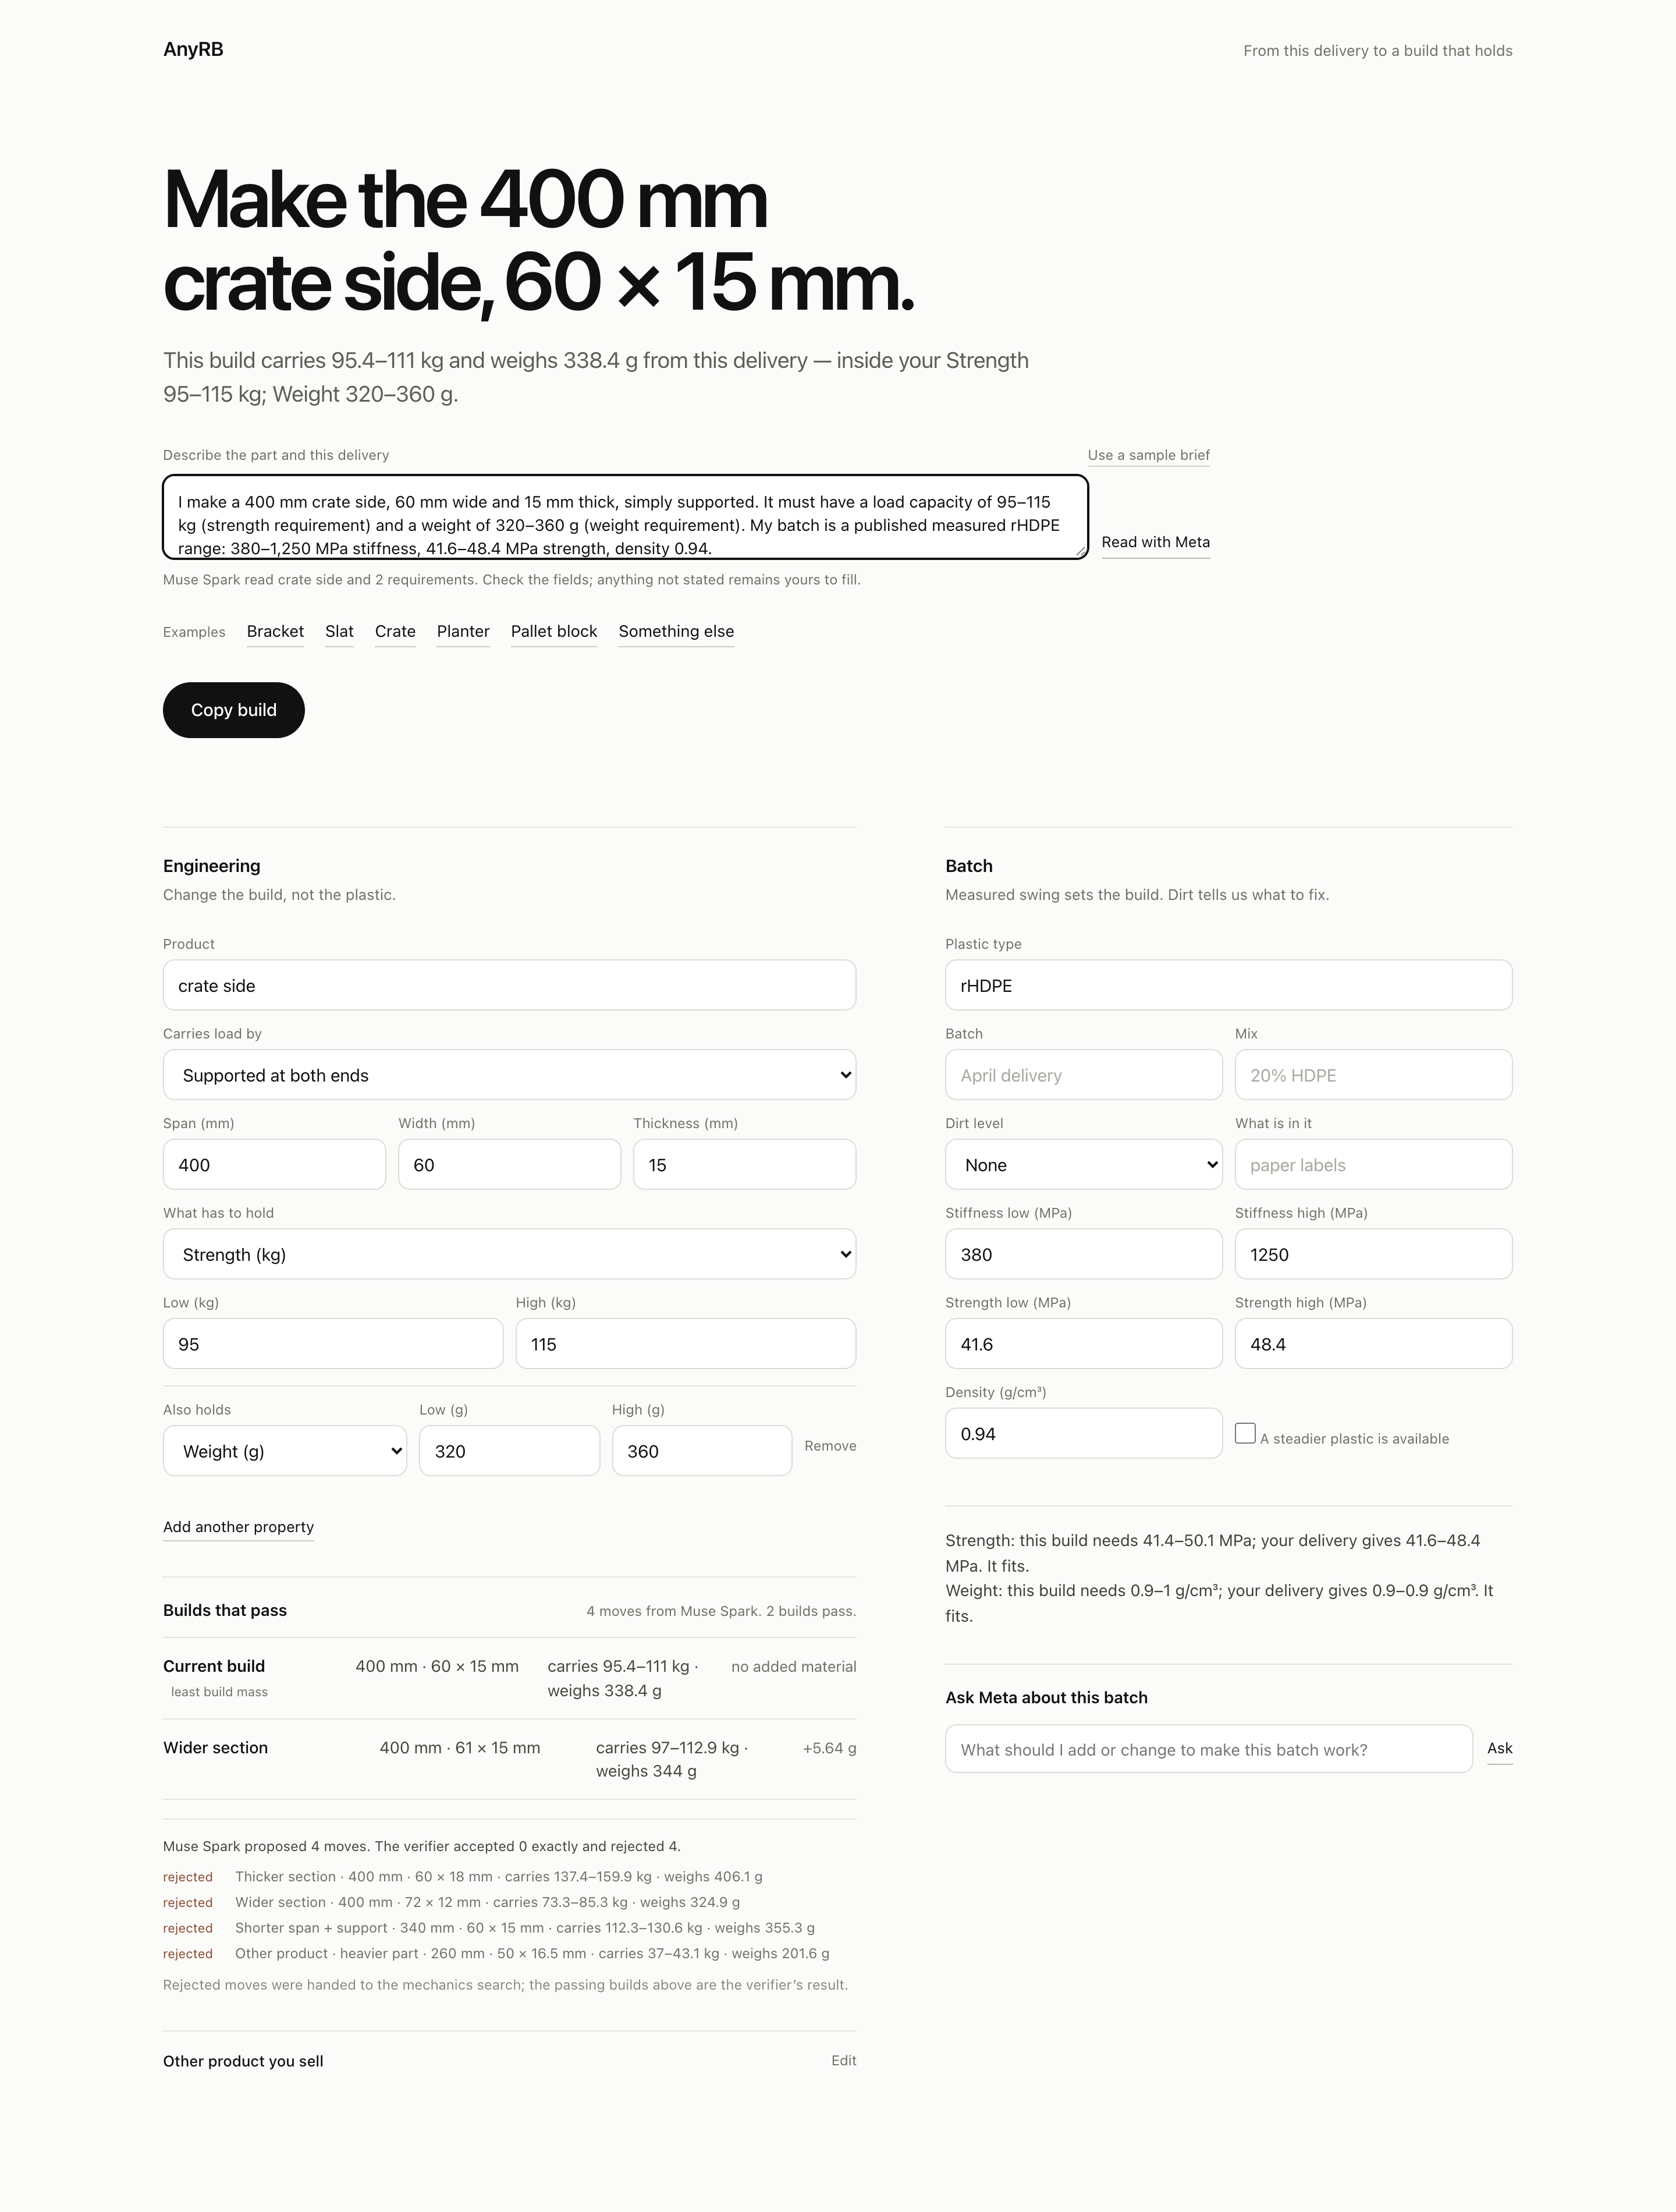 AnyRB
From this delivery to a build that holds
Make the 400 mm
crate side, 60 × 15 mm.
This build carries 95.4–111 kg and weighs 338.4 g from this delivery — inside your Strength
95–115 kg; Weight 320–360 g.
Describe the part and this delivery
Use a sample brief
I make a 400 mm crate side, 60 mm wide and 15 mm thick, simply supported. It must have a load capacity of 95–115
kg (strength requirement) and a weight of 320–360 g (weight requirement). My batch is a published measured rHDPE
range: 380–1,250 MPa stiffness, 41.6–48.4 MPa strength, density 0.94.
Read with Meta
Muse Spark read crate side and 2 requirements. Check the fields; anything not stated remains yours to fill.
Examples Bracket Slat Crate Planter Pallet block Something else
Copy build
Engineering
Change the build, not the plastic.
Product
crate side
Carries load by
Supported at both ends
Span (mm) Width (mm) Thickness (mm)
400 60 15
What has to hold
Strength (kg)
Low (kg) High (kg)
95 115
Also holds Low (g) High (g)
Weight (g) 320 360 Remove
Add another property
Builds that pass 4 moves from Muse Spark. 2 builds pass.
Current build 400 mm · 60 × 15 mm carries 95.4–111 kg · no added material
least build mass weighs 338.4 g
Wider section 400 mm · 61 × 15 mm carries 97–112.9 kg · +5.64 g
weighs 344 g
Muse Spark proposed 4 moves. The verifier accepted 0 exactly and rejected 4.
rejected Thicker section · 400 mm · 60 × 18 mm · carries 137.4–159.9 kg · weighs 406.1 g
rejected Wider section · 400 mm · 72 × 12 mm · carries 73.3–85.3 kg · weighs 324.9 g
rejected Shorter span + support · 340 mm · 60 × 15 mm · carries 112.3–130.6 kg · weighs 355.3 g
rejected Other product · heavier part · 260 mm · 50 × 16.5 mm · carries 37–43.1 kg · weighs 201.6 g
Rejected moves were handed to the mechanics search; the passing builds above are the verifier’s result.
Other product you sell Edit
Batch
Measured swing sets the build. Dirt tells us what to fix.
Plastic type
rHDPE
Batch Mix
April delivery 20% HDPE
Dirt level What is in it
None paper labels
Stiffness low (MPa) Stiffness high (MPa)
380 1250
Strength low (MPa) Strength high (MPa)
41.6 48.4
Density (g/cm³)
0.94 A steadier plastic is available
Strength: this build needs 41.4–50.1 MPa; your delivery gives 41.6–48.4
MPa. It fits.
Weight: this build needs 0.9–1 g/cm³; your delivery gives 0.9–0.9 g/cm³. It
fits.
Ask Meta about this batch
What should I add or change to make this batch work? Ask